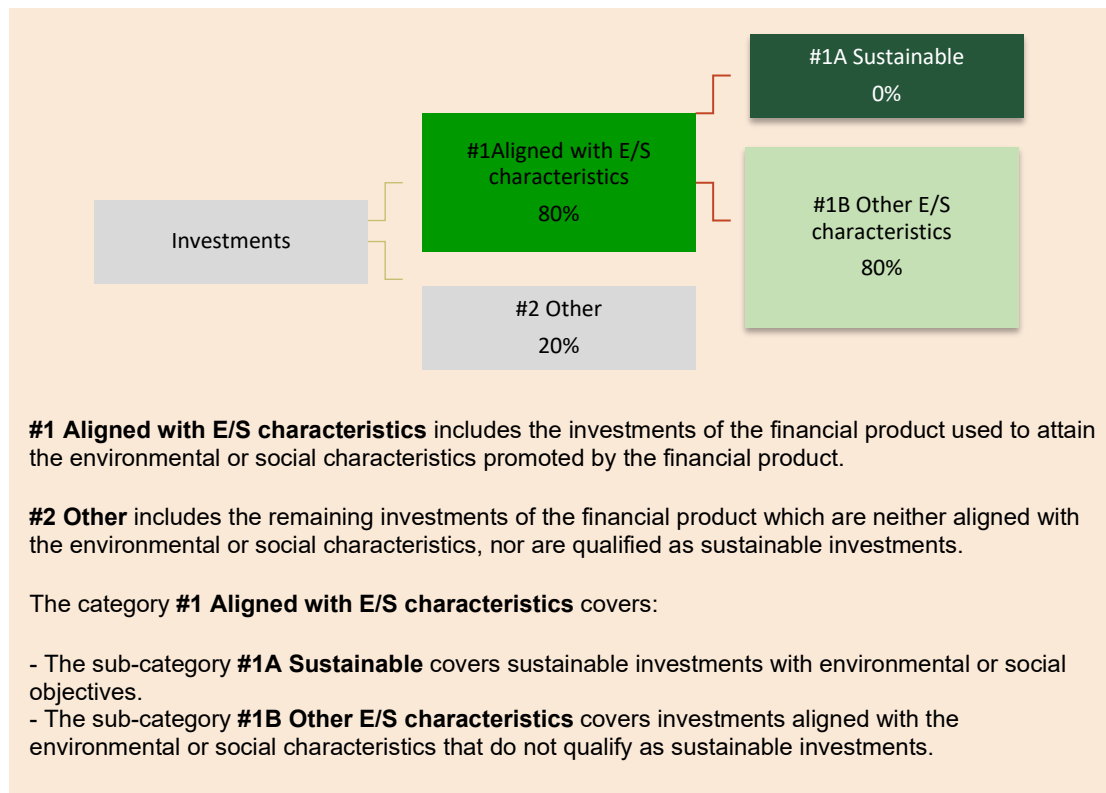 #1A Sustainable
0%
#1Aligned with E/S
characteristics
80%
#1B Other E/S
characteristics
80%
Investments
#2 Other
20%
#1 Aligned with E/S characteristics includes the investments of the financial product used to attain
the environmental or social characteristics promoted by the financial product.
#2 Other includes the remaining investments of the financial product which are neither aligned with
the environmental or social characteristics, nor are qualified as sustainable investments.
The category #1 Aligned with E/S characteristics covers:
- The sub-category #1A Sustainable covers sustainable investments with environmental or social
objectives.
- The sub-category #1B Other E/S characteristics covers investments aligned with the
environmental or social characteristics that do not qualify as sustainable investments.